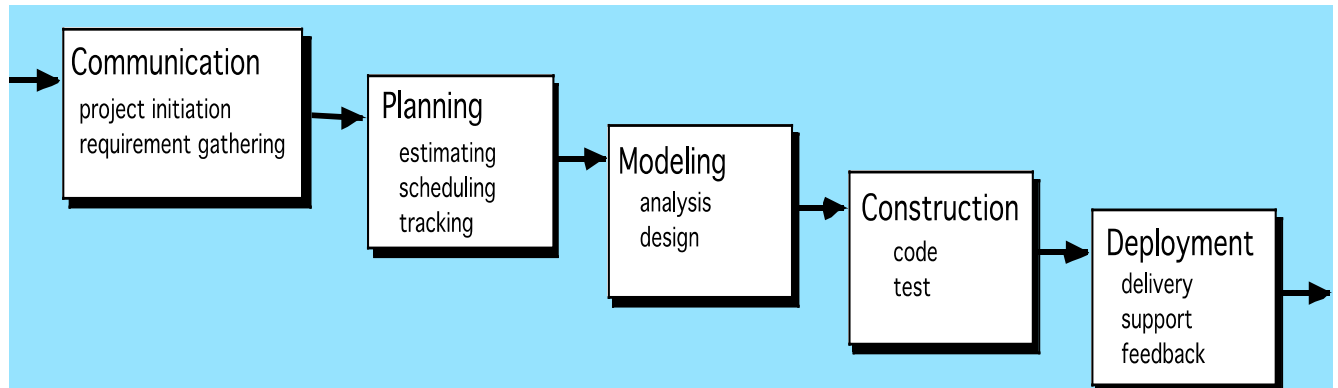 Communication
project initiation
requirement gathering
Planning
estimating
scheduling
tracking
Modeling
analysis
design
Construction
code
test
Deployment
delivery
support
feedback